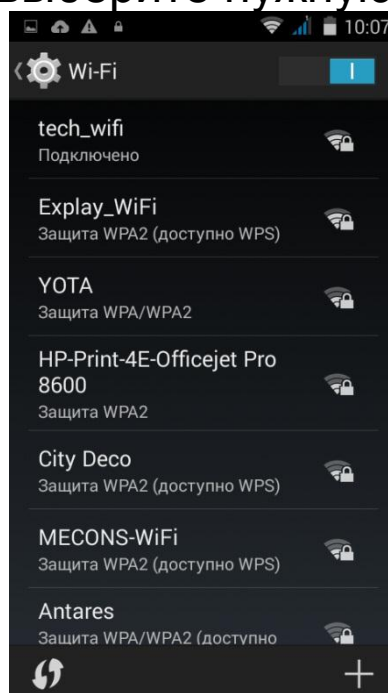 выберите нужную
10:07
Wi-Fi
tech_wifi
Подключено
Explay_WiFi
Защита WPA2 (доступно WPS)
YOTA
Защита WPA/WPA2
HP-Print-4E-Officejet Pro
8600
Защита WPA2
City Deco
Защита WPA2 (доступно WPS)
MECONS-WiFi
Защита WPA2 (доступно WPS)
Antares
Защита WPA/WPA2 (доступно